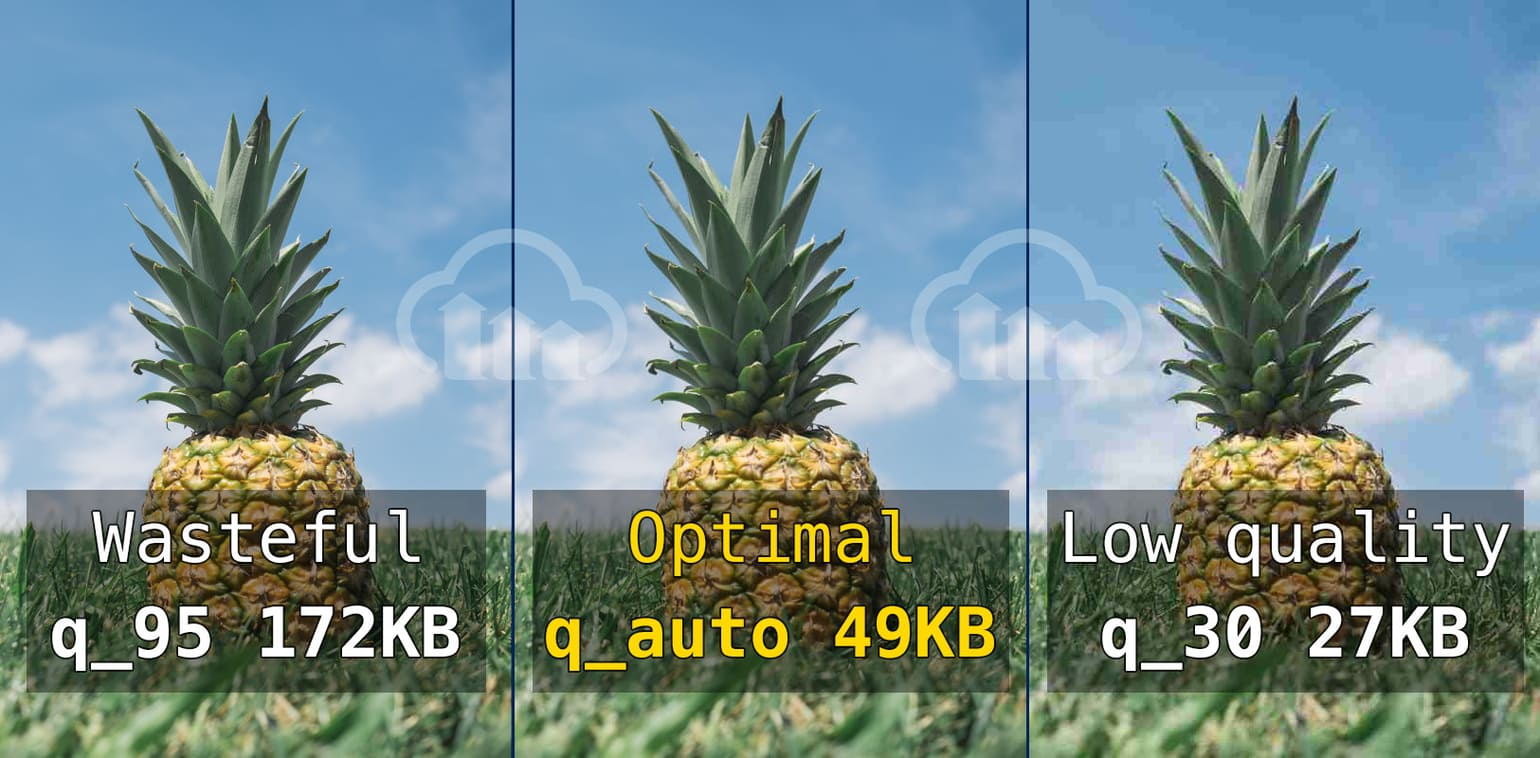 Wasteful
q_95 172KB
Optimal
q_auto 49KB
Low quality
q_30 27KB